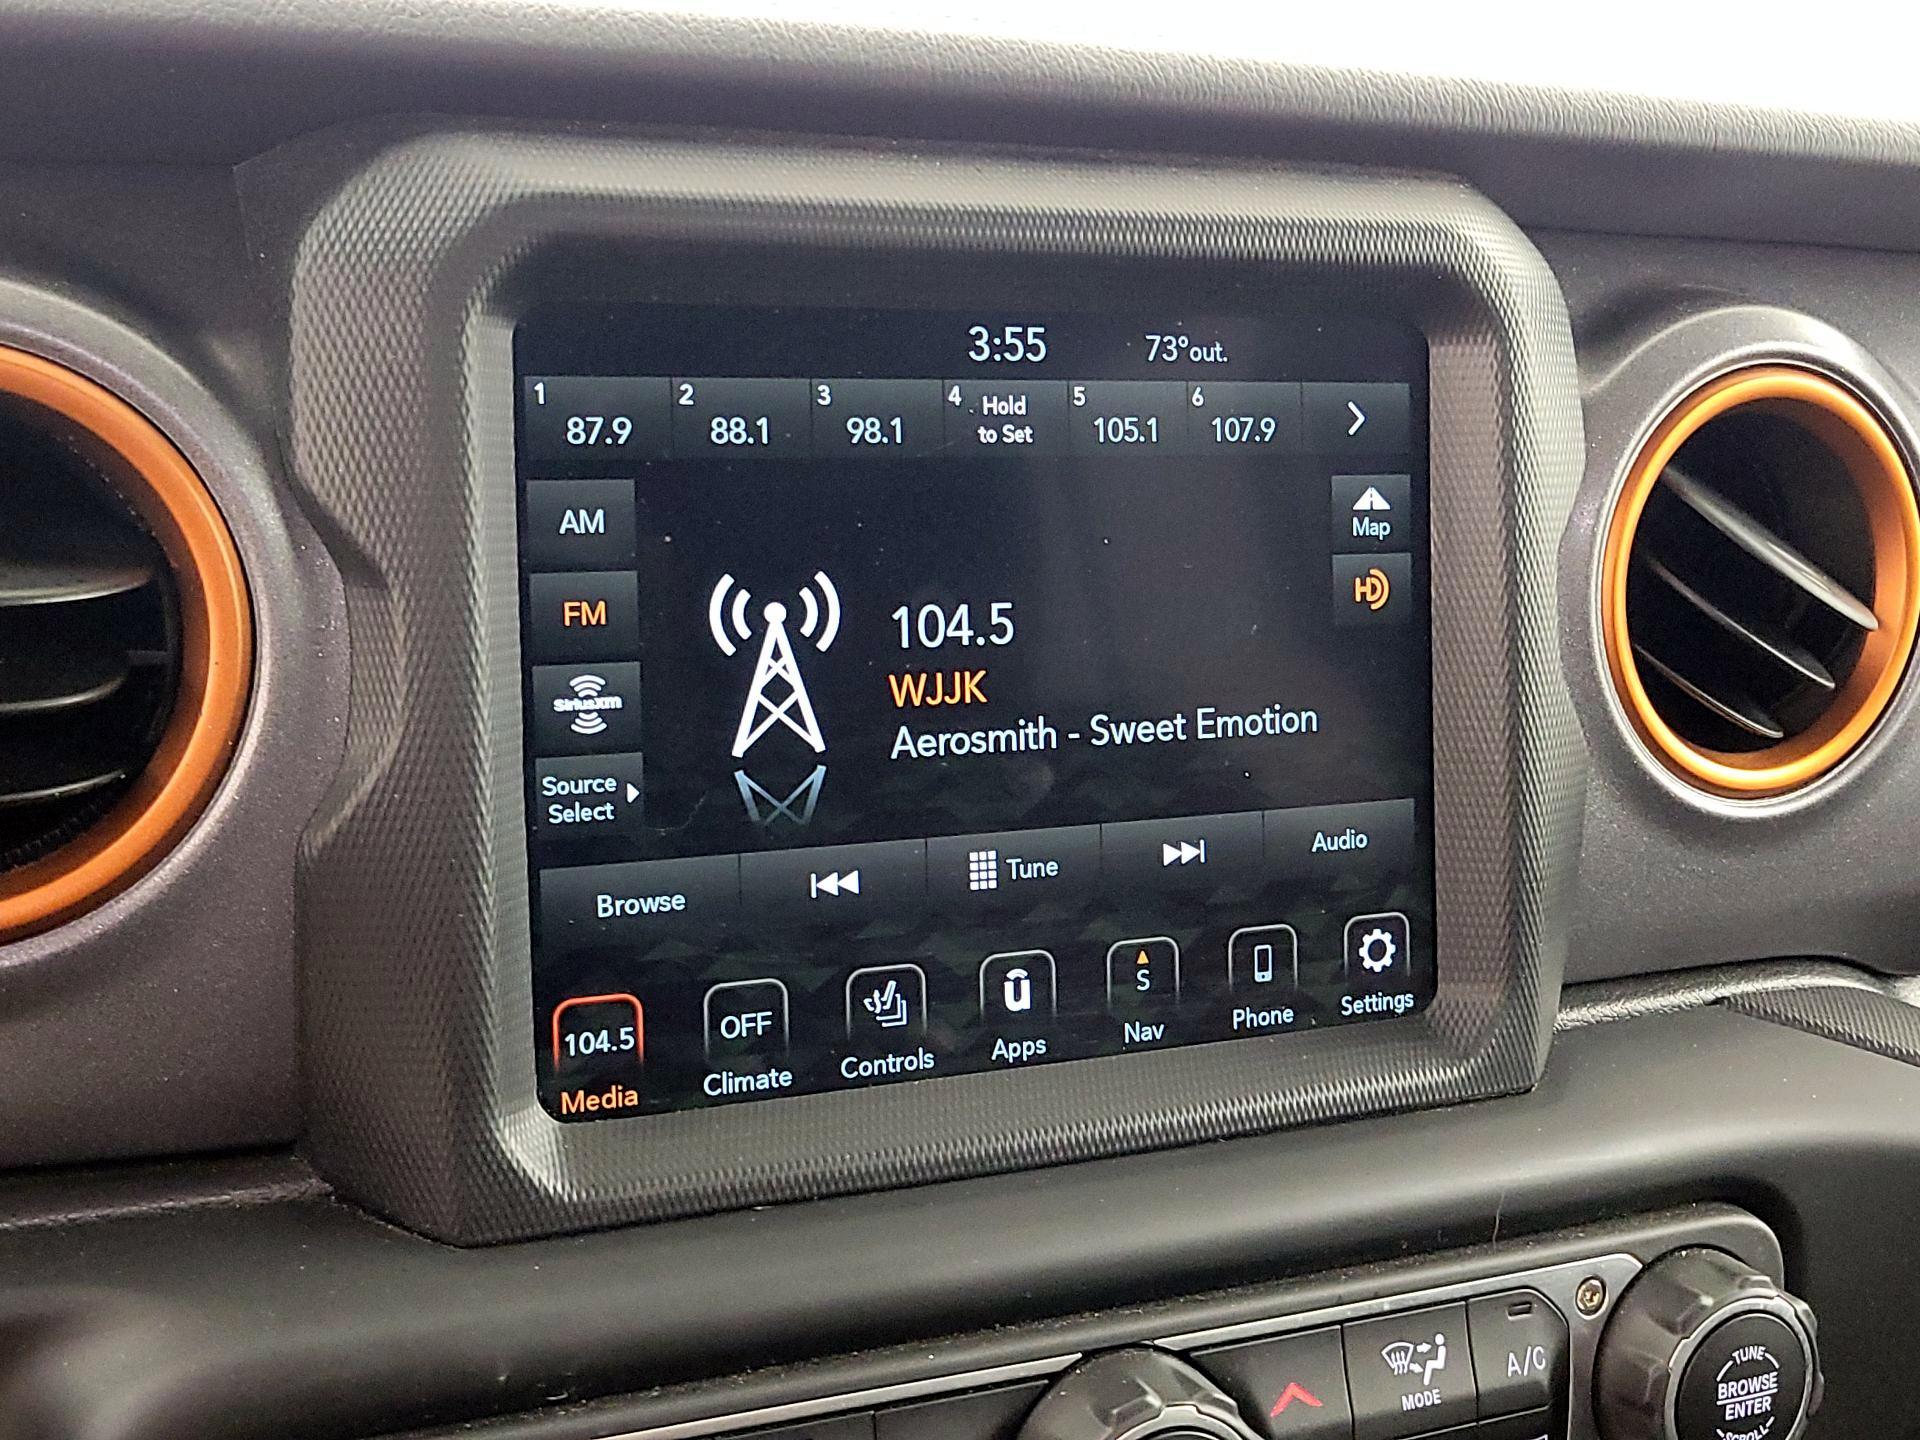 3:55 73°out.
1 87.9 2 88.1 3 98.1 4 Hold to Set 5 105.1 6 107.9
AM
Map
FM
HD
104.5
WJJK
SiriusXM
Aerosmith - Sweet Emotion
Source
Select
Browse Tune Audio
104.5 OFF S
Media Climate Controls Apps Nav Phone Settings
MODE A/C
TUNE
BROWSE
ENTER
SCROLL